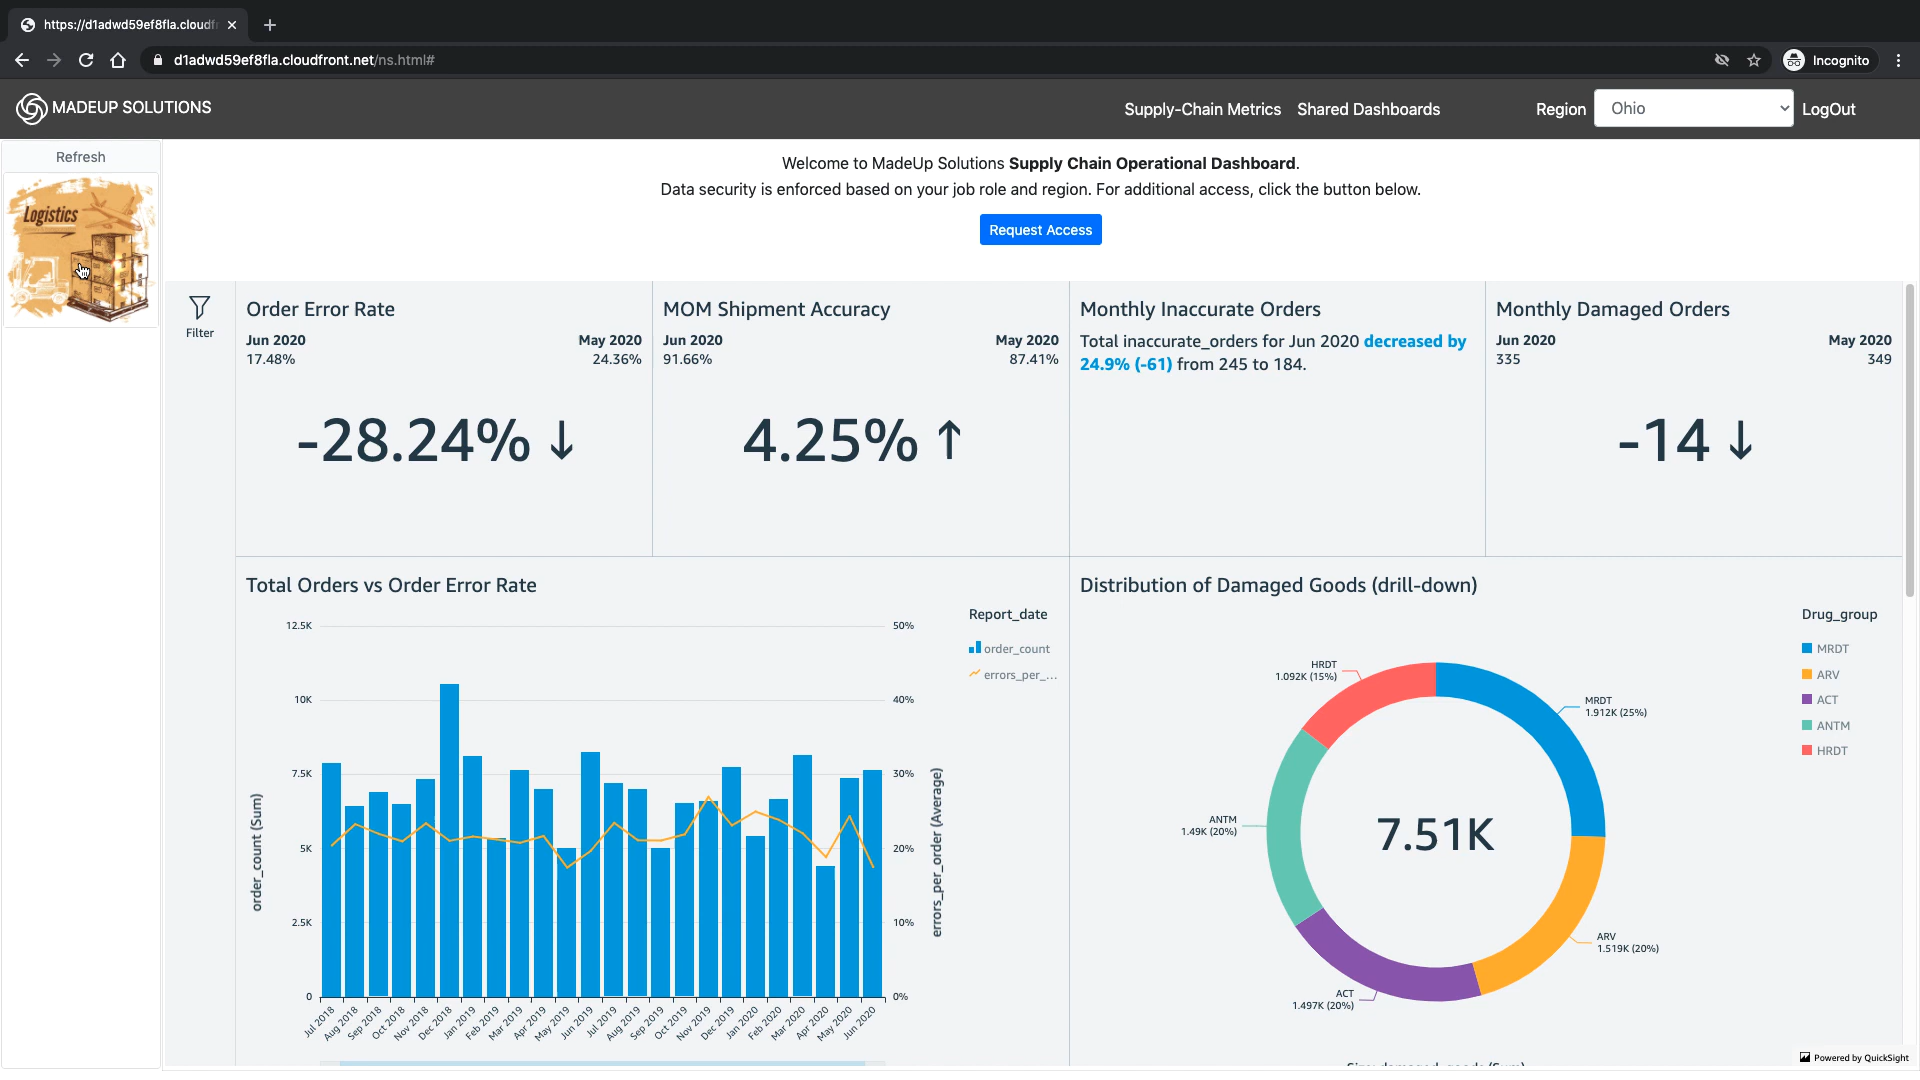 https://d1adwd59ef8fla.cloudfr
d1adwd59ef8fla.cloudfront.net/ns.html#
Incognito
MADEUP SOLUTIONS
Supply-Chain Metrics
Shared Dashboards
Region
Ohio
LogOut
Refresh
Logistics
Welcome to MadeUp Solutions Supply Chain Operational Dashboard.
Data security is enforced based on your job role and region. For additional access, click the button below.
Request Access
Filter
Order Error Rate
Jun 2020
May 2020
17.48%
24.36%
-28.24%
MOM Shipment Accuracy
Jun 2020
May 2020
91.66%
87.41%
4.25%
Monthly Inaccurate Orders
Total inaccurate_orders for Jun 2020 decreased by
24.9% (-61) from 245 to 184.
Monthly Damaged Orders
Jun 2020
May 2020
335
349
-14
Total Orders vs Order Error Rate
Report_date
order_count
errors_per_...
order_count (Sum)
12.5K
10K
7.5K
5K
2.5K
0
50%
40%
30%
20%
10%
0%
errors_per_order (Average)
Jul 2018
Aug 2018
Sep 2018
Oct 2018
Nov 2018
Dec 2018
Jan 2019
Feb 2019
Mar 2019
Apr 2019
May 2019
Jun 2019
Jul 2019
Aug 2019
Sep 2019
Oct 2019
Nov 2019
Dec 2019
Jan 2020
Feb 2020
Mar 2020
Apr 2020
May 2020
Jun 2020
Distribution of Damaged Goods (drill-down)
Drug_group
MRDT
ARV
ACT
ANTM
HRDT
HRDT
1.092K (15%)
MRDT
1.912K (25%)
ANTM
1.49K (20%)
7.51K
ARV
1.519K (20%)
ACT
1.497K (20%)
Powered by QuickSight